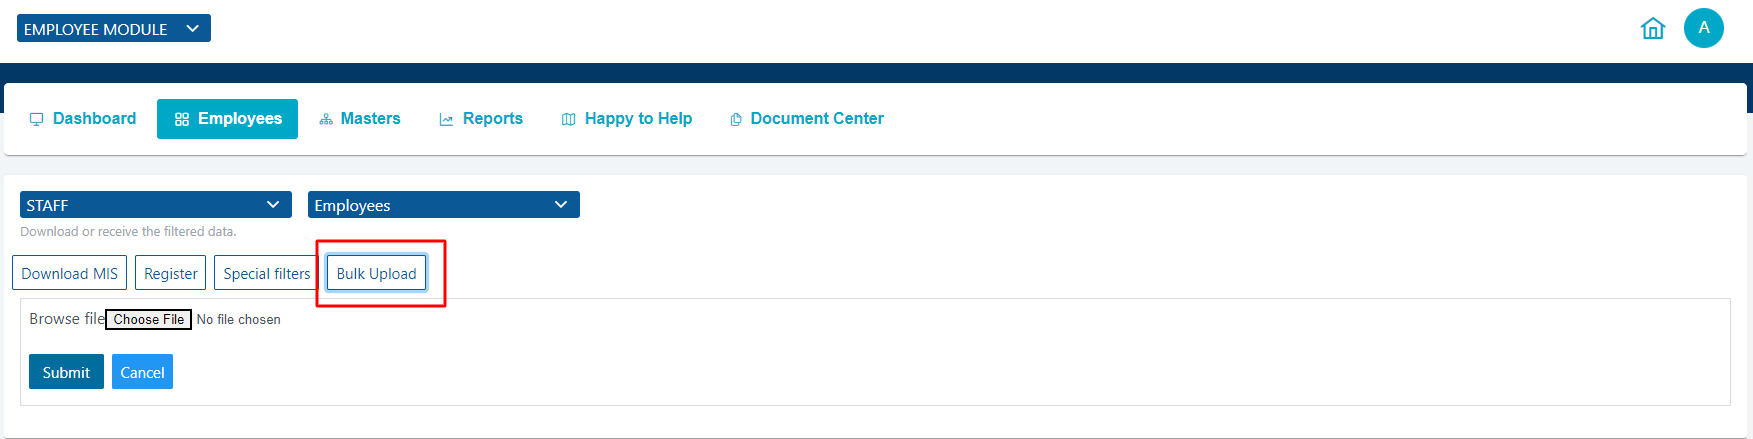 EMPLOYEE MODULE
A
Dashboard Employees Masters Reports Happy to Help Document Center
STAFF Employees
Download or receive the filtered data.
Download MIS Register Special filters Bulk Upload
Browse file Choose File No file chosen
Submit Cancel